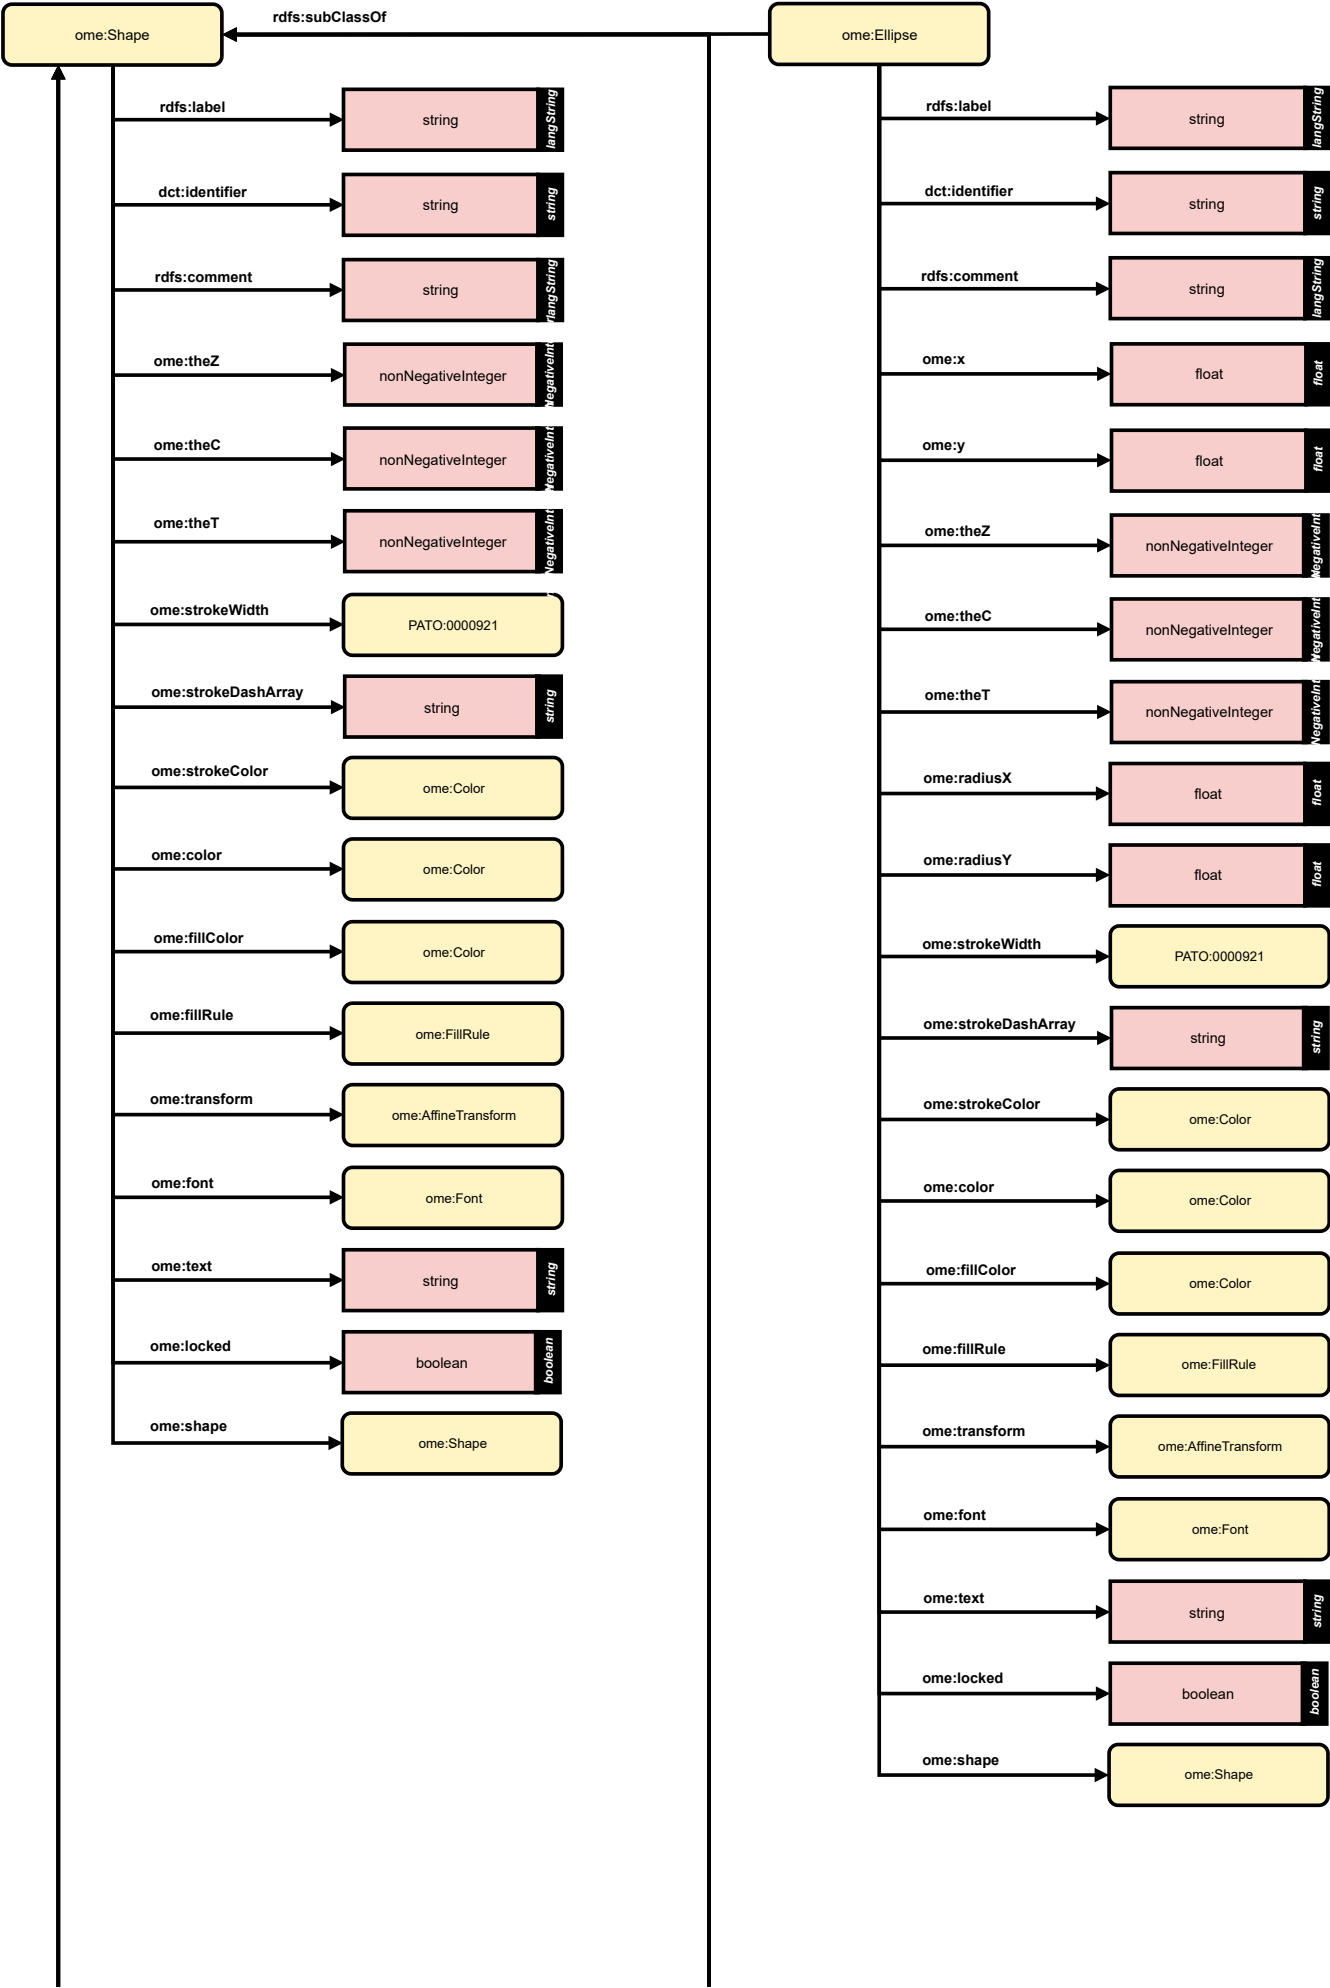 rdfs:subClassOf
ome:Shape
ome:Ellipse
rdfs:label
string
langString
dct:identifier
string
string
rdfs:comment
string
langString
ome:theZ
nonNegativeInteger
ome:theC
nonNegativeInteger
ome:theT
nonNegativeInteger
ome:strokeWidth
PATO:0000921
ome:strokeDashArray
string
string
ome:strokeColor
ome:Color
ome:color
ome:Color
ome:fillColor
ome:Color
ome:fillRule
ome:FillRule
ome:transform
ome:AffineTransform
ome:font
ome:Font
ome:text
string
string
ome:locked
boolean
boolean
ome:shape
ome:Shape
rdfs:label
string
langString
dct:identifier
string
string
rdfs:comment
string
langString
ome:x
float
float
ome:y
float
float
ome:theZ
nonNegativeInteger
ome:theC
nonNegativeInteger
ome:theT
nonNegativeInteger
ome:radiusX
float
float
ome:radiusY
float
float
ome:strokeWidth
PATO:0000921
ome:strokeDashArray
string
string
ome:strokeColor
ome:Color
ome:color
ome:Color
ome:fillColor
ome:Color
ome:fillRule
ome:FillRule
ome:transform
ome:AffineTransform
ome:font
ome:Font
ome:text
string
string
ome:locked
boolean
boolean
ome:shape
ome:Shape